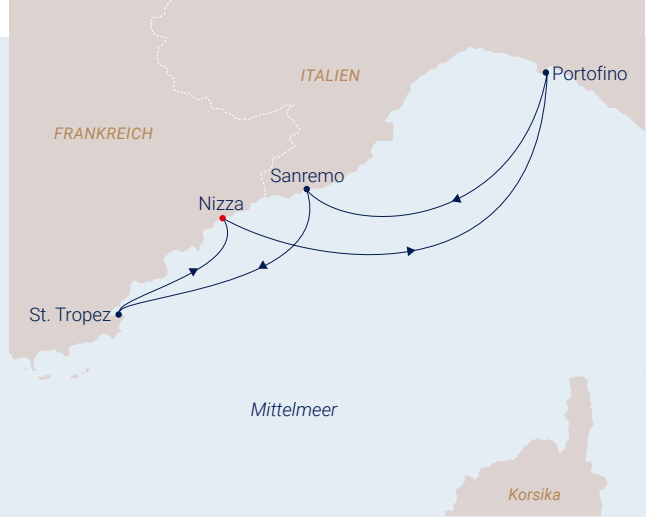 Portofino
ITALIEN
FRANKREICH
Sanremo
Nizza
St. Tropez
Mittelmeer
Korsika